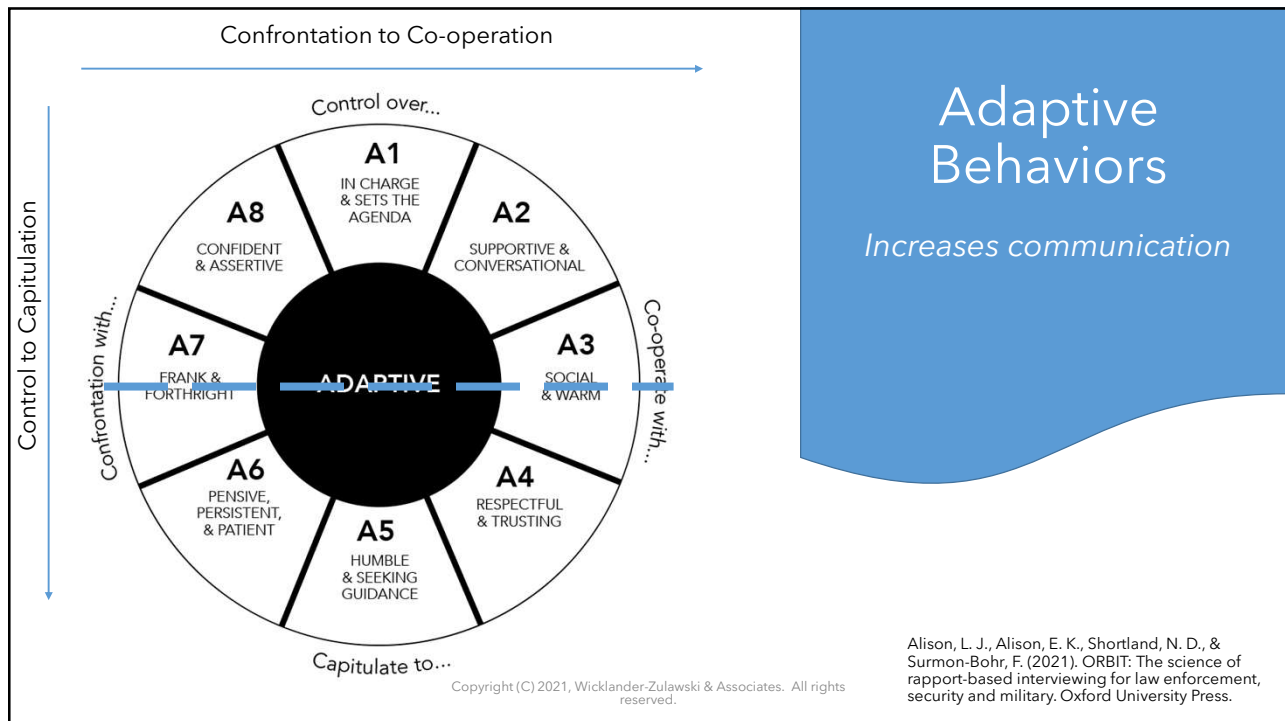 Confrontation to Co-operation
Control to Capitulation
Control over...
A1
IN CHARGE
& SETS THE
AGENDA
A2
SUPPORTIVE &
CONVERSATIONAL
A3
SOCIAL
& WARM
Co-operate with...
A4
RESPECTFUL
& TRUSTING
A5
HUMBLE
& SEEKING
GUIDANCE
Capitulate to...
A6
PENSIVE,
PERSISTENT,
& PATIENT
A7
FRANK &
FORTHRIGHT
Confrontation with...
A8
CONFIDENT
& ASSERTIVE
ADAPTIVE
Adaptive
Behaviors
Increases communication
Alison, L. J., Alison, E. K., Shortland, N. D., &
Surmon-Bohr, F. (2021). ORBIT: The science of
rapport-based interviewing for law enforcement,
security and military. Oxford University Press.
Copyright (C) 2021, Wicklander-Zulawski & Associates. All rights
reserved.